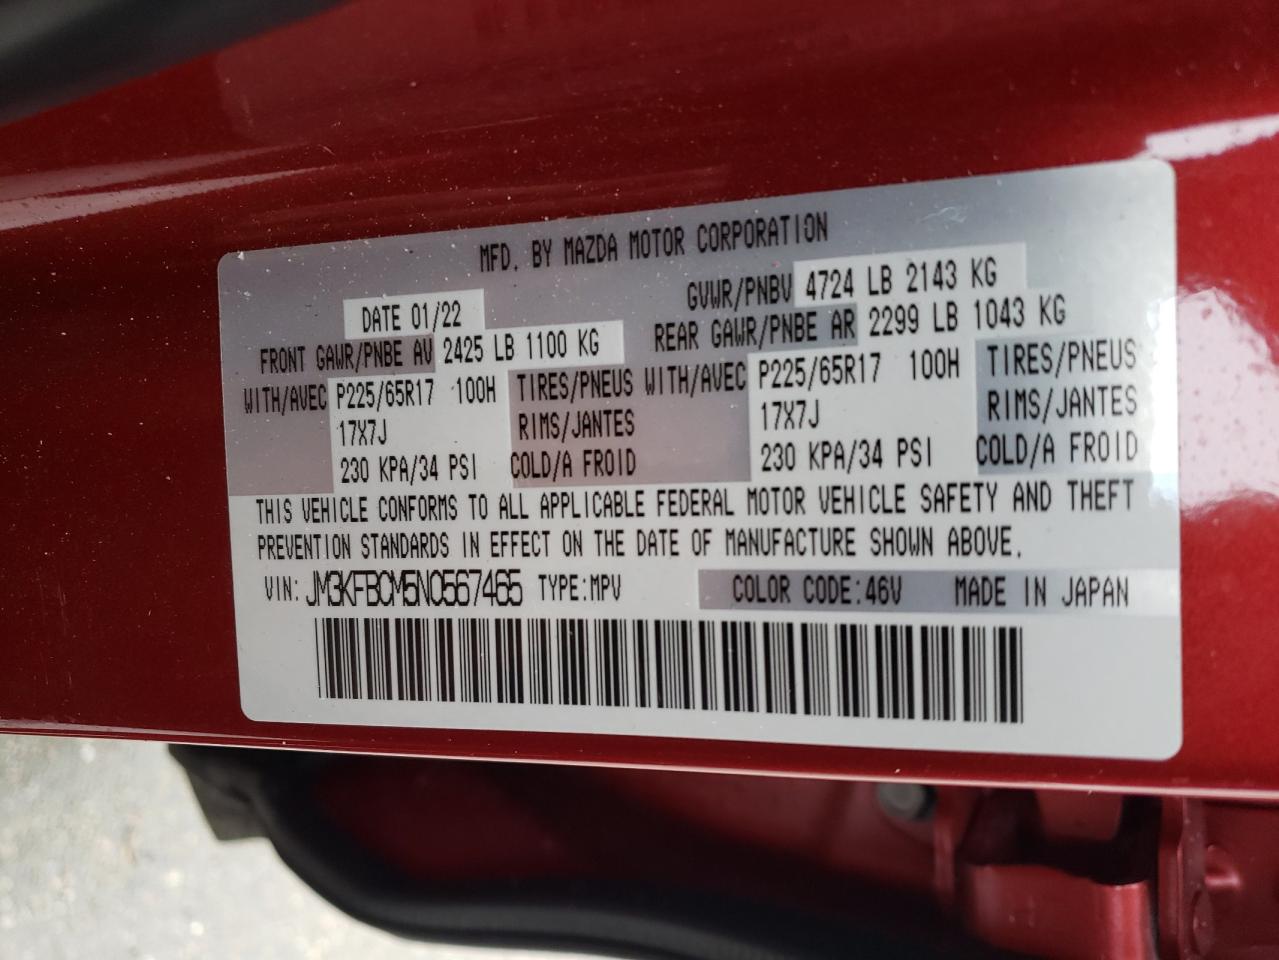 MFD. BY MAZDA MOTOR CORPORATION
DATE 01/22 GVWR/PNBV 4724 LB 2143 KG
FRONT GAWR/PNBE AV 2425 LB 1100 KG REAR GAWR/PNBE AR 2299 LB 1043 KG
WITH/AVEC P225/65R17 100H TIRES/PNEUS WITH/AVEC P225/65R17 100H TIRES/PNEUS
17X7J RIMS/JANTES 17X7J RIMS/JANTES
230 KPA/34 PSI COLD/A FROID 230 KPA/34 PSI COLD/A FROID
THIS VEHICLE CONFORMS TO ALL APPLICABLE FEDERAL MOTOR VEHICLE SAFETY AND THEFT
PREVENTION STANDARDS IN EFFECT ON THE DATE OF MANUFACTURE SHOWN ABOVE.
VIN: JM3KFBCM5N0567465 TYPE:MPV COLOR CODE:46V MADE IN JAPAN